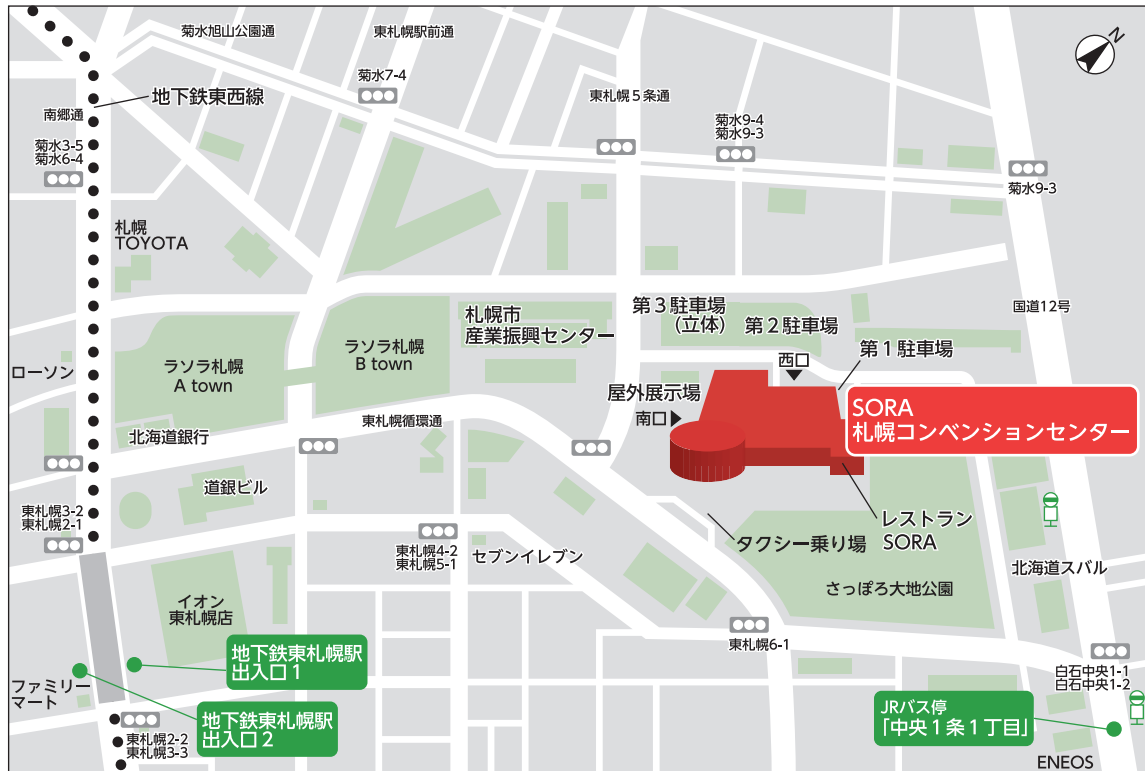 菊水旭山公園通
東札幌駅前通
N
菊水7-4
地下鉄東西線
東札幌5条通
南郷通
菊水9-4
菊水9-3
菊水3-5
菊水6-4
菊水9-3
札幌
TOYOTA
第3駐車場
(立体)
第2駐車場
国道12号
札幌市
産業振興センター
ラソラ札幌
A town
ラソラ札幌
B town
西口
第1駐車場
ローソン
屋外展示場
南口
SORA
札幌コンベンションセンター
東札幌循環通
北海道銀行
道銀ビル
東札幌3-2
東札幌2-1
レストラン
SORA
タクシー乗り場
東札幌4-2
東札幌5-1
セブンイレブン
北海道スバル
さっぽろ大地公園
イオン
東札幌店
東札幌6-1
地下鉄東札幌駅
出入口1
白石中央1-1
白石中央1-2
ファミリー
マート
地下鉄東札幌駅
出入口2
JRバス停
「中央1条1丁目」
東札幌2-2
東札幌3-3
ENEOS